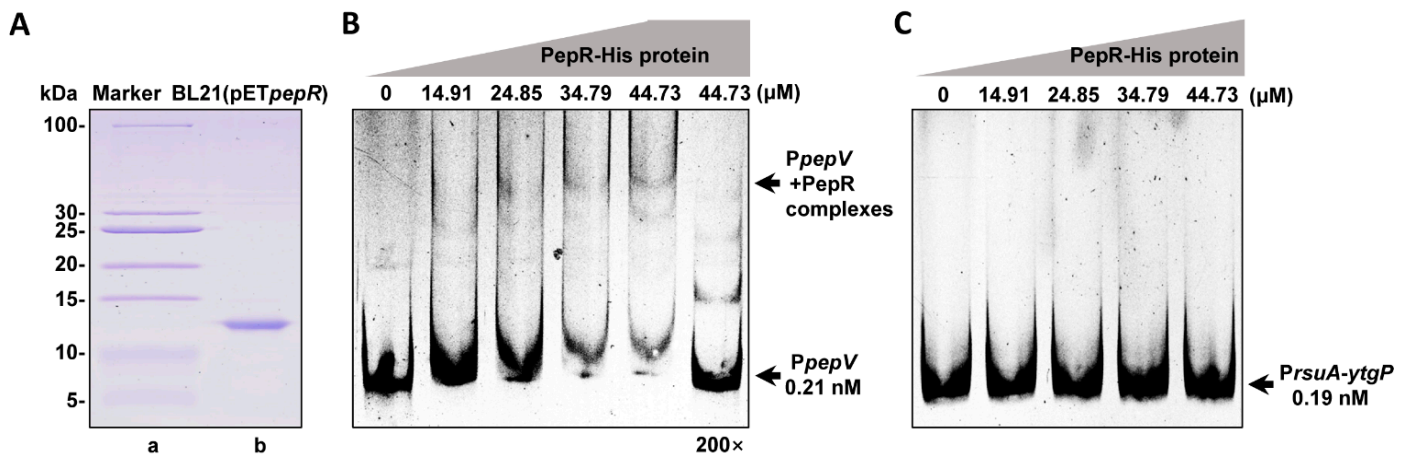 A
B
C
PepR-His protein
PepR-His protein
kDa Marker BL21(pETpepR)
0 14.91 24.85 34.79 44.73 44.73 (μM)
0 14.91 24.85 34.79 44.73 (μM)
100-
30-
25-
20-
15-
10-
5-
a b
PpepV
+PepR
complexes
PpepV
0.21 nM
200×
PrsuA-ytgP
0.19 nM